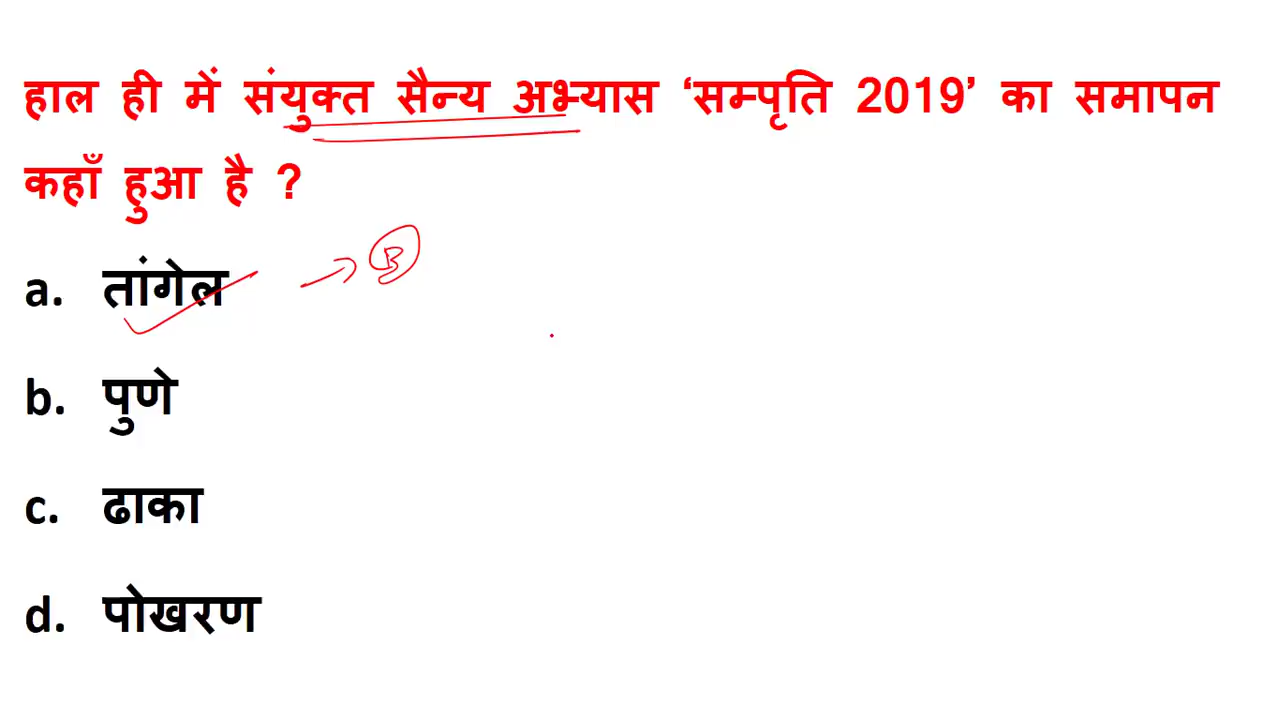 हाल ही में संयुक्त सैन्य अभ्यास ‘सम्पृति 2019’ का समापन
कहाँ हुआ है ?
a. तांगेल
B
b. पुणे
c. ढाका
d. पोखरण